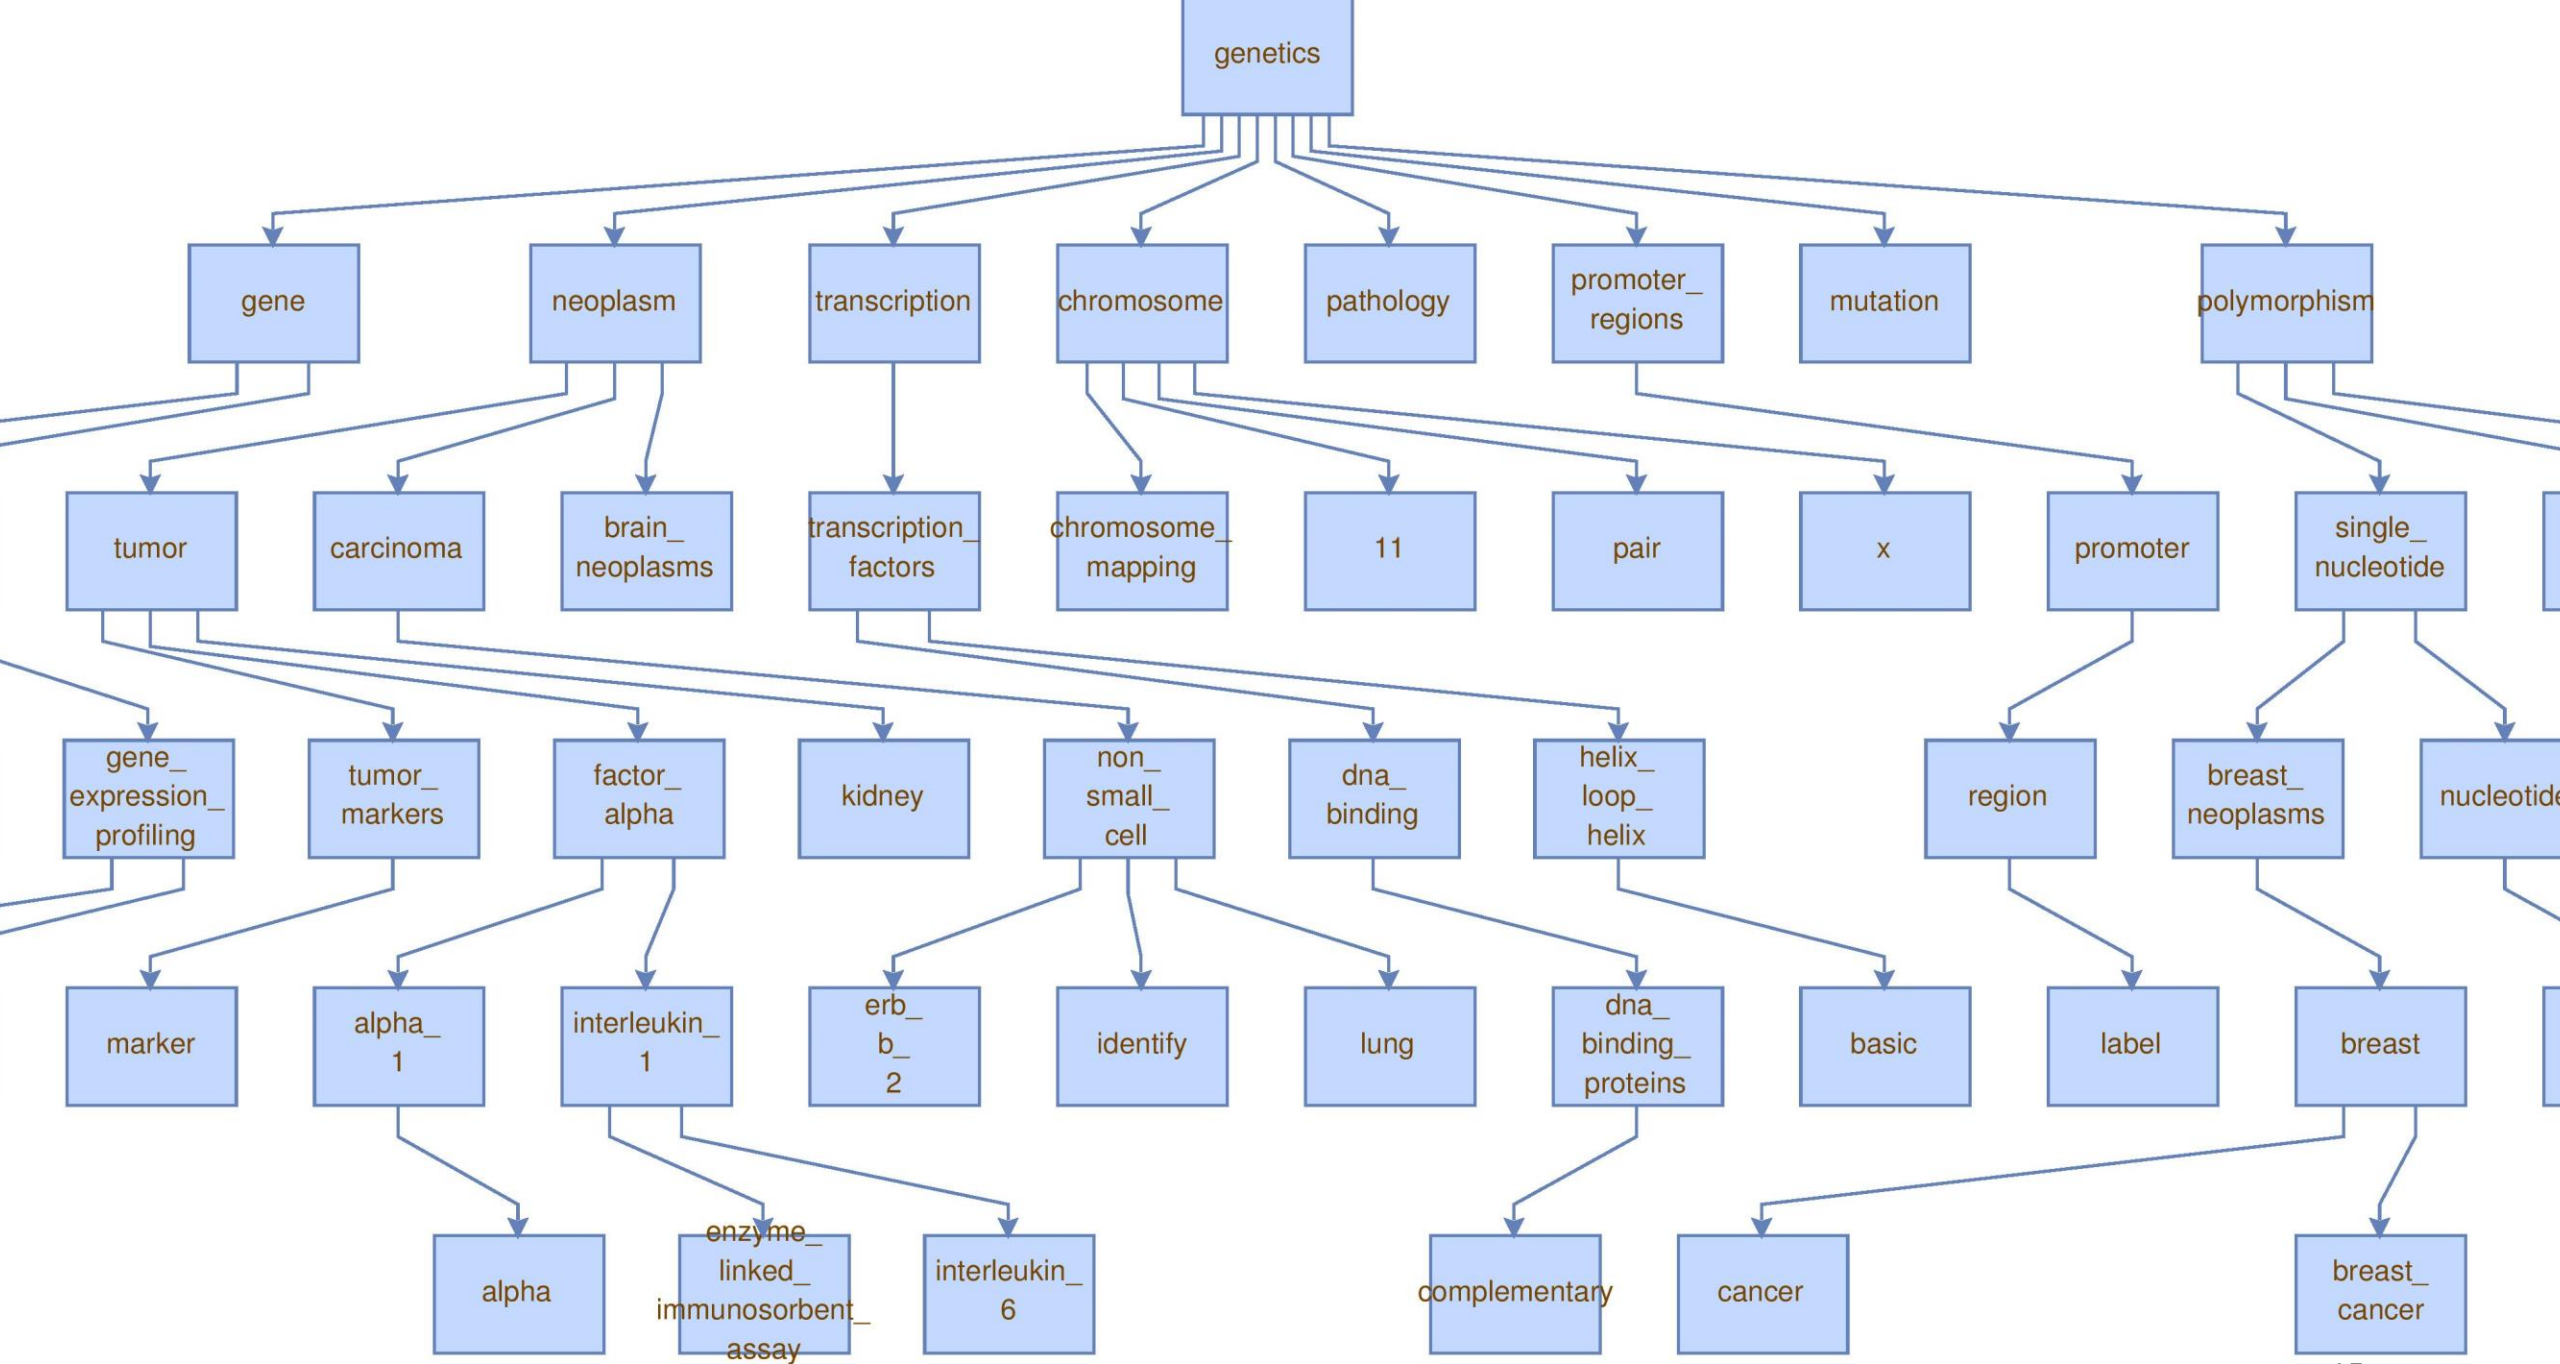 genetics
gene
neoplasm
transcription
chromosome
pathology
promoter_
regions
mutation
polymorphism
tumor
carcinoma
brain_
neoplasms
transcription_
factors
chromosome_
mapping
11
pair
x
promoter
single_
nucleotide
gene_
expression_
profiling
tumor_
markers
factor_
alpha
kidney
non_
small_
cell
dna_
binding
helix_
loop_
helix
region
breast_
neoplasms
nucleotide
marker
alpha_
1
interleukin_
1
erb_
b_
2
identify
lung
dna_
binding_
proteins
basic
label
breast
alpha
enzyme_
linked_
immunosorbent_
assay
interleukin_
6
complementary
cancer
breast_
cancer